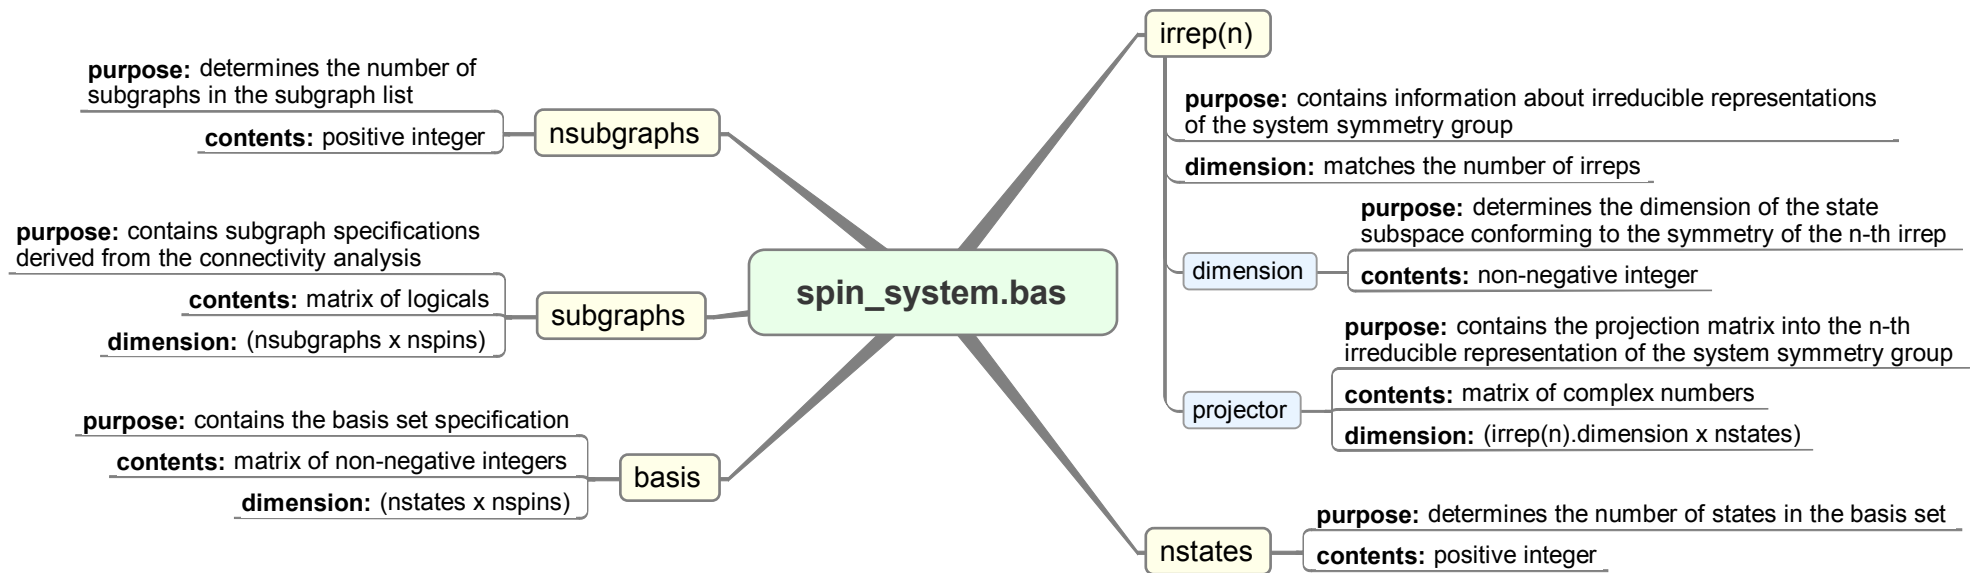 spin_system.bas
nsubgraphs
purpose: determines the number of
subgraphs in the subgraph list
contents: positive integer
subgraphs
purpose: contains subgraph specifications
derived from the connectivity analysis
contents: matrix of logicals
dimension: (nsubgraphs x nspins)
basis
purpose: contains the basis set specification
contents: matrix of non-negative integers
dimension: (nstates x nspins)
irrep(n)
purpose: contains information about irreducible representations
of the system symmetry group
dimension: matches the number of irreps
dimension
purpose: determines the dimension of the state
subspace conforming to the symmetry of the n-th irrep
contents: non-negative integer
projector
purpose: contains the projection matrix into the n-th
irreducible representation of the system symmetry group
contents: matrix of complex numbers
dimension: (irrep(n).dimension x nstates)
nstates
purpose: determines the number of states in the basis set
contents: positive integer